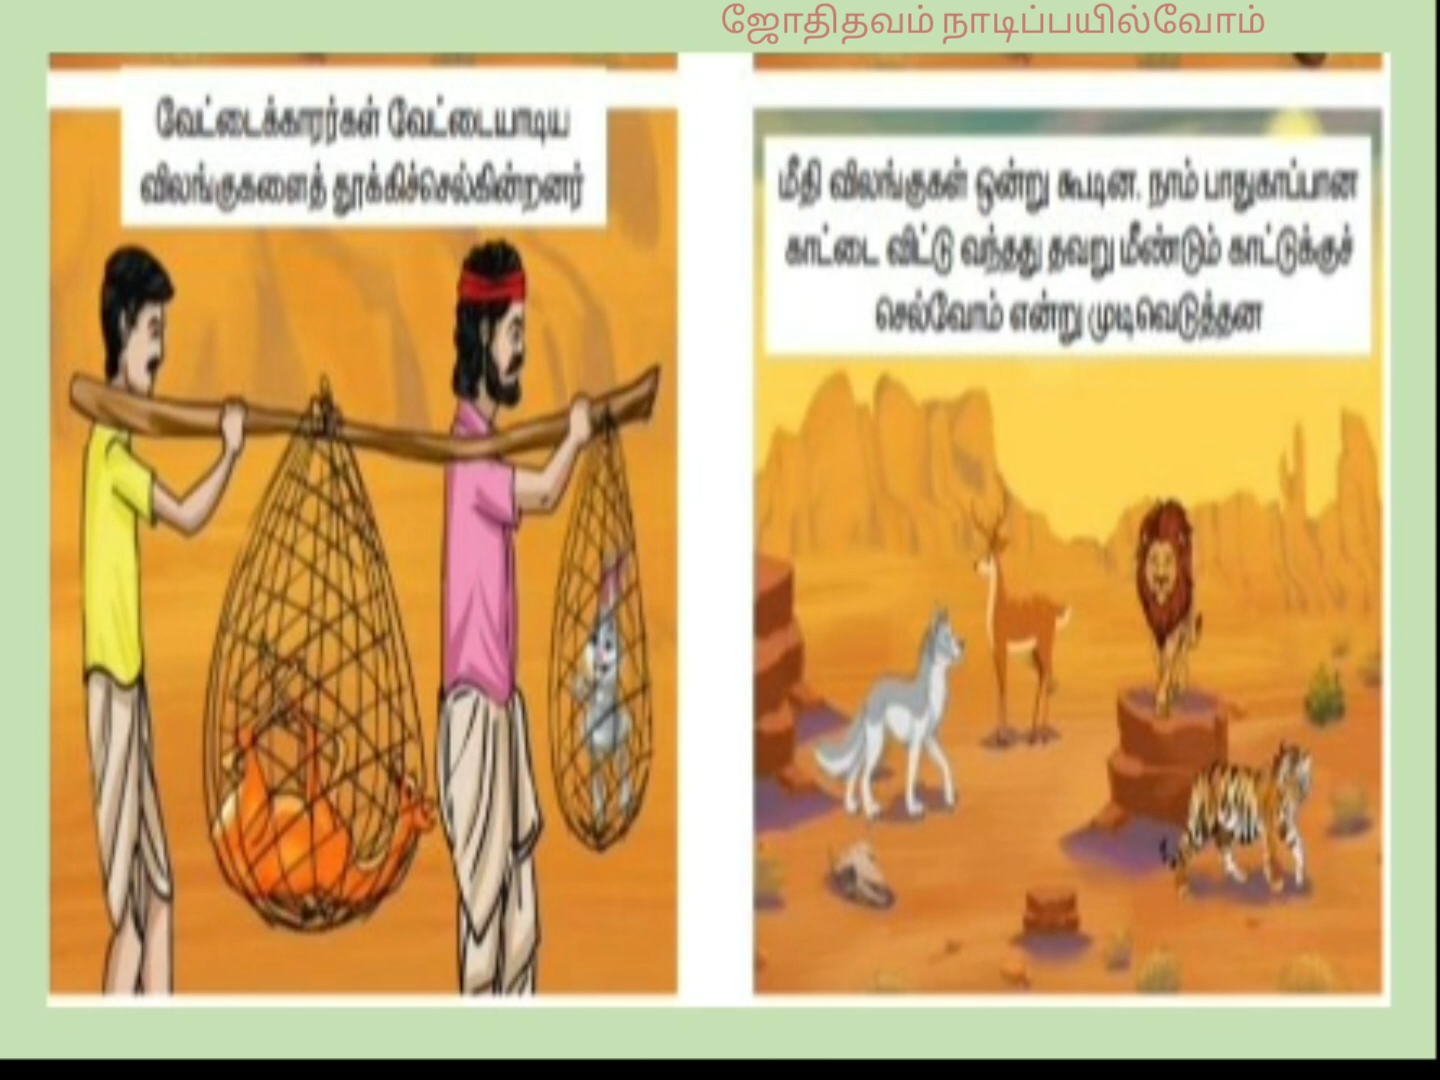 ஜோதிதவம் நாடிப்பயில்வோம்
வேட்டைக்காரர்கள் வேட்டையாடிய
விலங்குகளைத் தூக்கிச்செல்கின்றனர்
மீதி விலங்குகள் ஒன்று கூடின. நாம் பாதுகாப்பான
காட்டை விட்டு வந்தது தவறு மீண்டும் காட்டுக்குச்
செல்வோம் என்று முடிவெடுத்தன